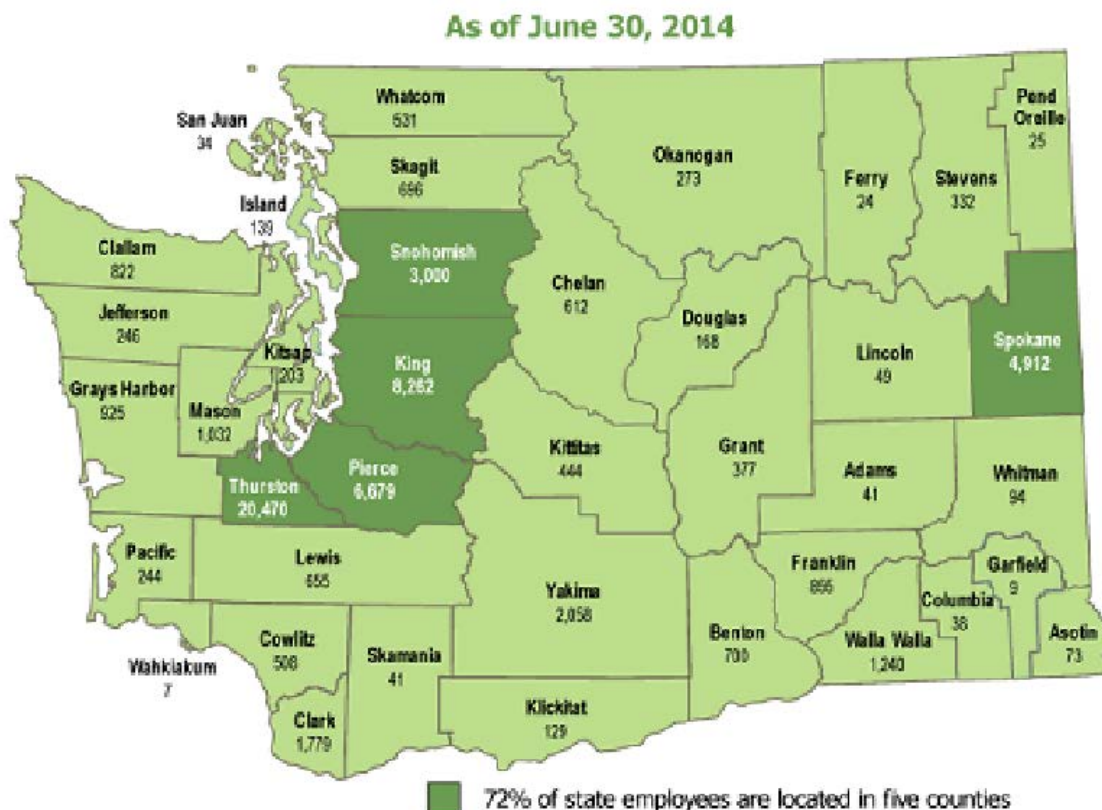 As of June 30, 2014
Whatcom
631
San Juan
34
Skagit
696
Island
139
Okanogan
273
Ferry
24
Stevens
332
Pend
Oreille
25
Clallam
822
Snohomish
3,000
Chelan
612
Douglas
168
Jefferson
246
Kitsap
1,203
King
8,262
Lincoln
49
Spokane
4,912
Grays Harbor
925
Mason
1,032
Kittitas
444
Grant
377
Adams
41
Whitman
94
Thurston
20,470
Pierce
6,679
Pacific
244
Lewis
655
Yakima
2,058
Franklin
Garfield
9
Columbia
38
Benton
700
Walla Walla
1,240
Asotin
73
Wahkiakum
7
Cowlitz
508
Skamania
41
Clark
1,779
Klickitat
129
72% of state employees are located in five counties